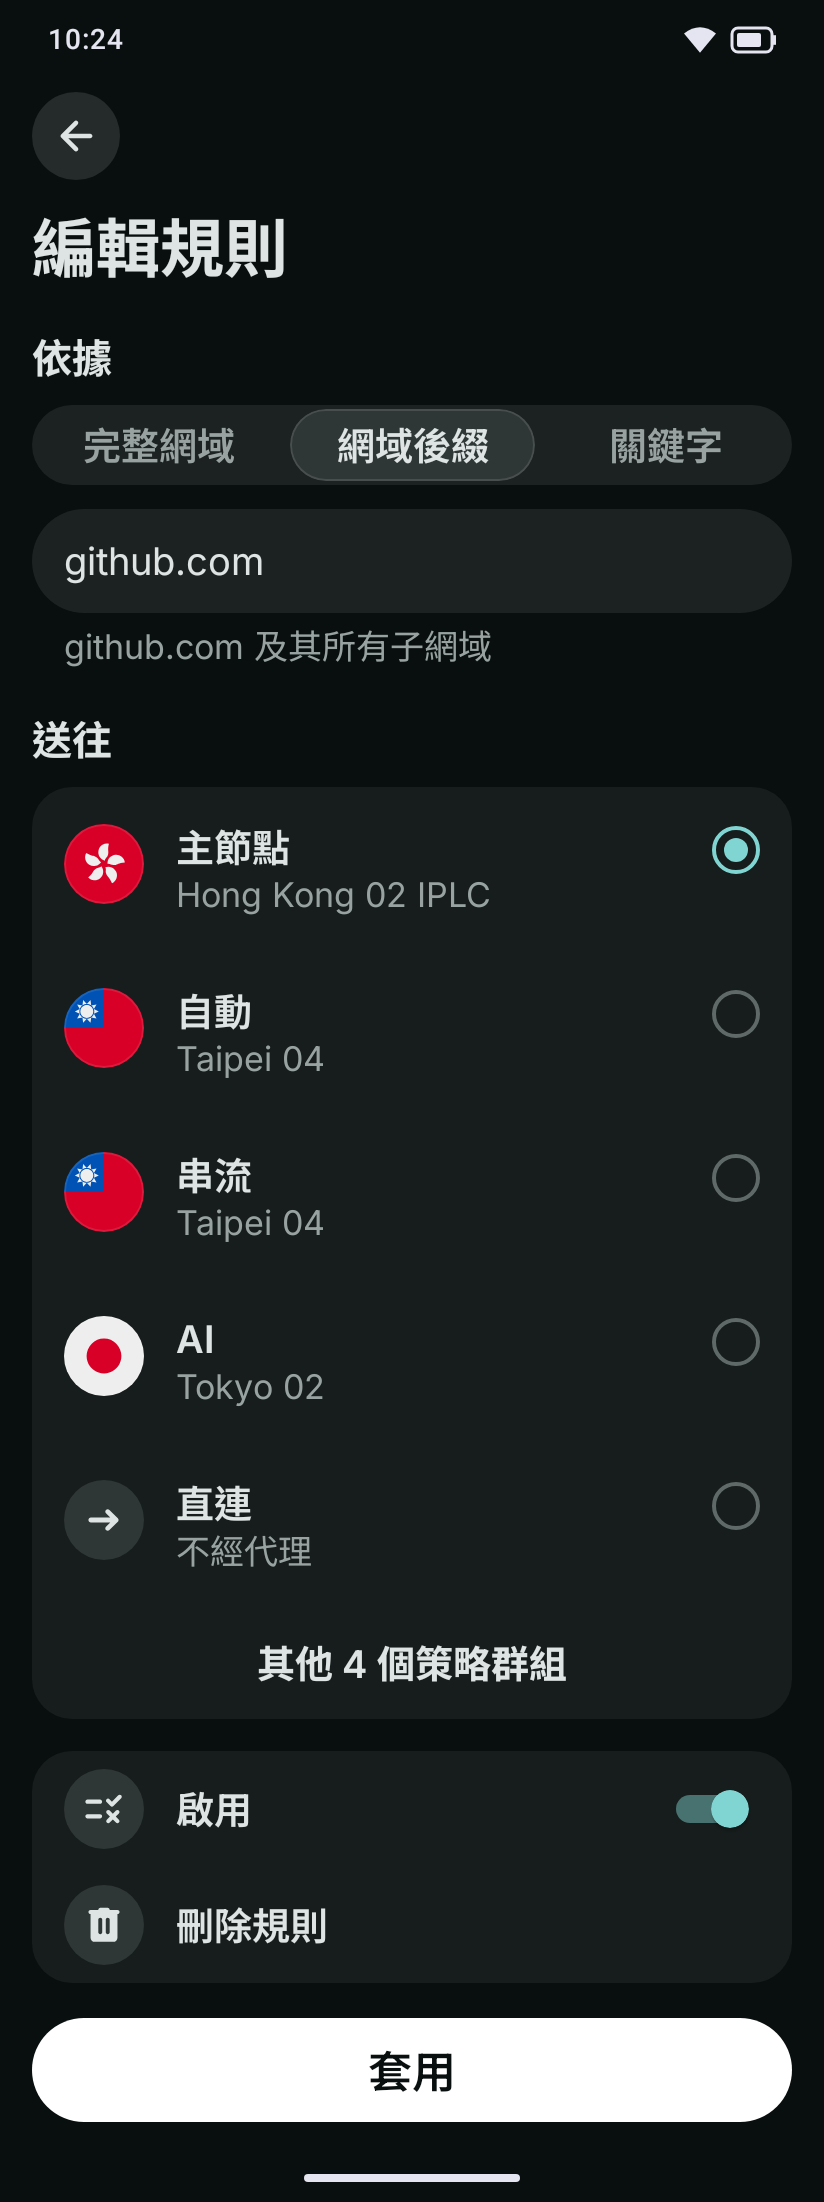 10:24
編輯規則
依據
完整網域
網域後綴
關鍵字
github.com
github.com 及其所有子網域
送往
主節點
Hong Kong 02 IPLC
自動
Taipei 04
串流
Taipei 04
AI
Tokyo 02
直連
不經代理
其他 4 個策略群組
啟用
刪除規則
套用